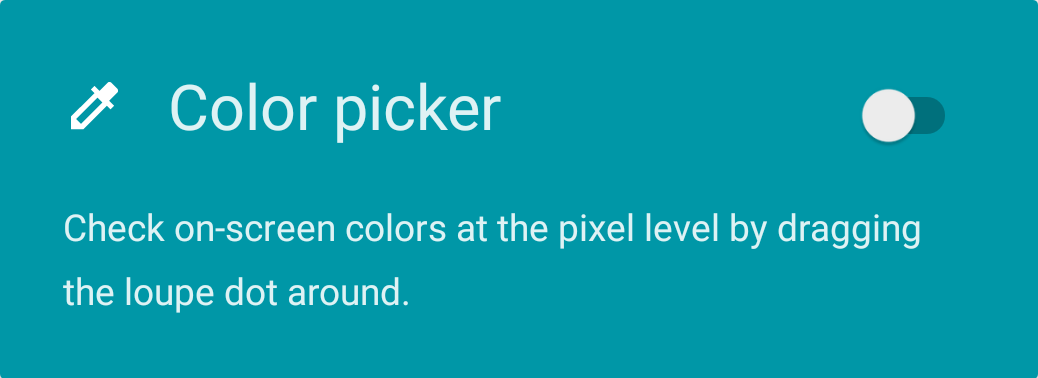 Color picker
Check on-screen colors at the pixel level by dragging
the loupe dot around.